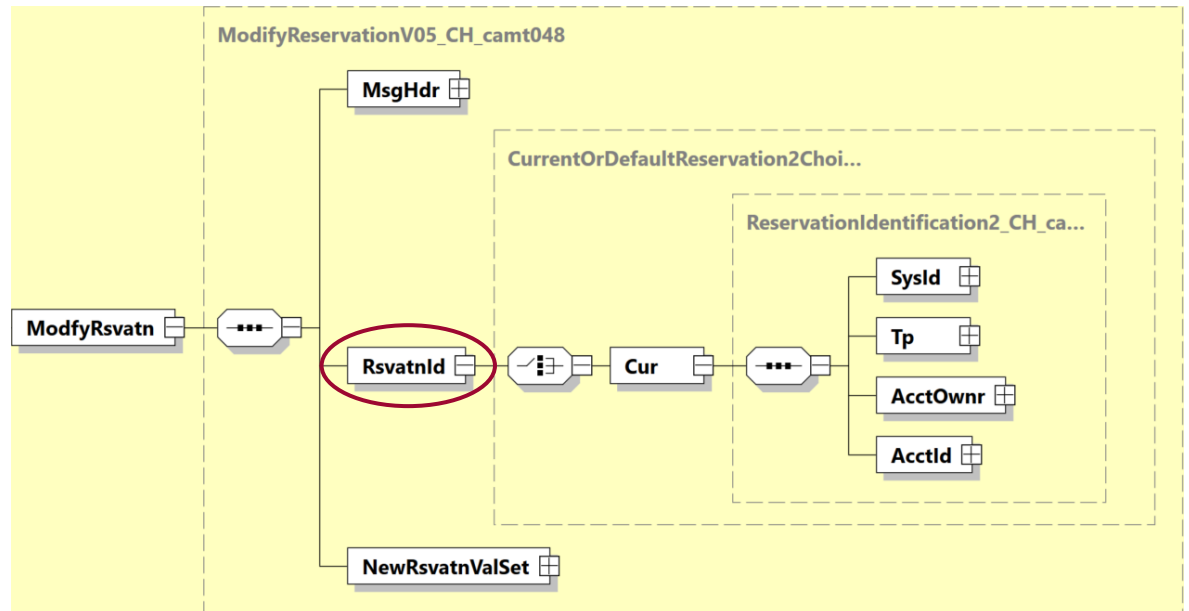 ModifyReservationV05_CH_camt048
MsgHdr
CurrentOrDefaultReservation2Choi...
ReservationIdentification2_CH_ca...
SysId
Tp
ModfyRsvatn
RsvatnId
Cur
AcctOwnr
AcctId
NewRsvatnValSet